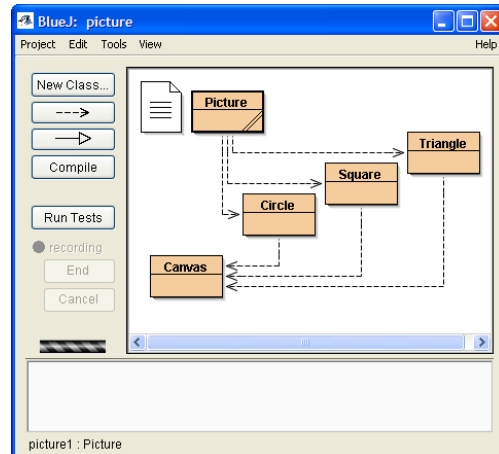 BlueJ: picture
Project Edit Tools View Help
New Class...
Compile
Run Tests
recording
End
Cancel
Picture
Triangle
Square
Circle
Canvas
picture1 : Picture